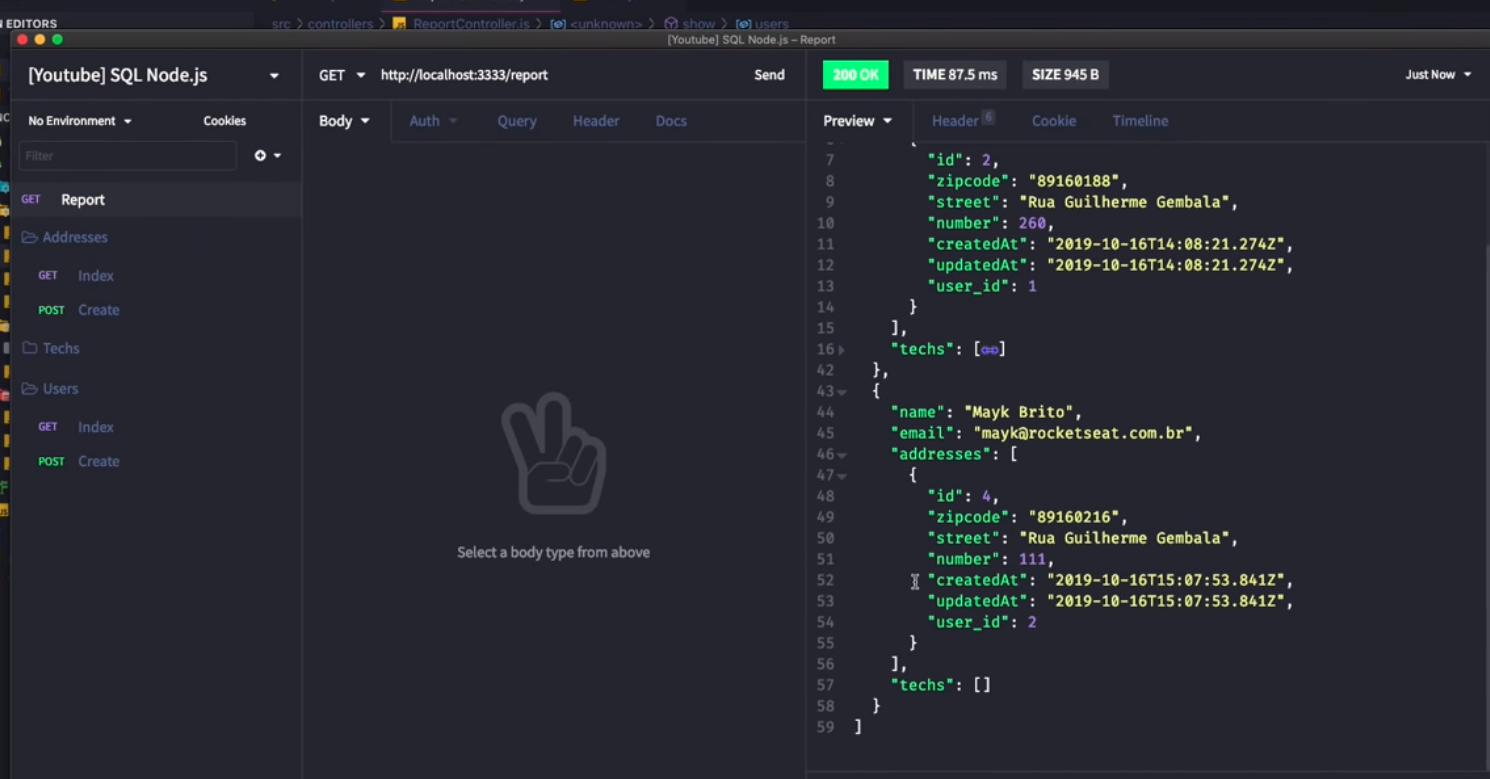 N EDITORS
src > controllers > ReportController.js > <unknown> > show > users
[Youtube] SQL Node.js – Report
[Youtube] SQL Node.js
GET http://localhost:3333/report Send
200 OK TIME 87.5 ms SIZE 945 B
Just Now
No Environment Cookies
Filter
GET Report
Addresses
GET Index
POST Create
Techs
Users
GET Index
POST Create
Body Auth Query Header Docs
Select a body type from above
Preview Header 6 Cookie Timeline
7 "id": 2,
8 "zipcode": "89160188",
9 "street": "Rua Guilherme Gembala",
10 "number": 260,
11 "createdAt": "2019-10-16T14:08:21.274Z",
12 "updatedAt": "2019-10-16T14:08:21.274Z",
13 "user_id": 1
14 }
15 ],
16 "techs": [↔]
42 },
43 {
44 "name": "Mayk Brito",
45 "email": "mayk@rocketseat.com.br",
46 "addresses": [
47 {
48 "id": 4,
49 "zipcode": "89160216",
50 "street": "Rua Guilherme Gembala",
51 "number": 111,
52 "createdAt": "2019-10-16T15:07:53.841Z",
53 "updatedAt": "2019-10-16T15:07:53.841Z",
54 "user_id": 2
55 }
56 ],
57 "techs": []
58 }
59 ]